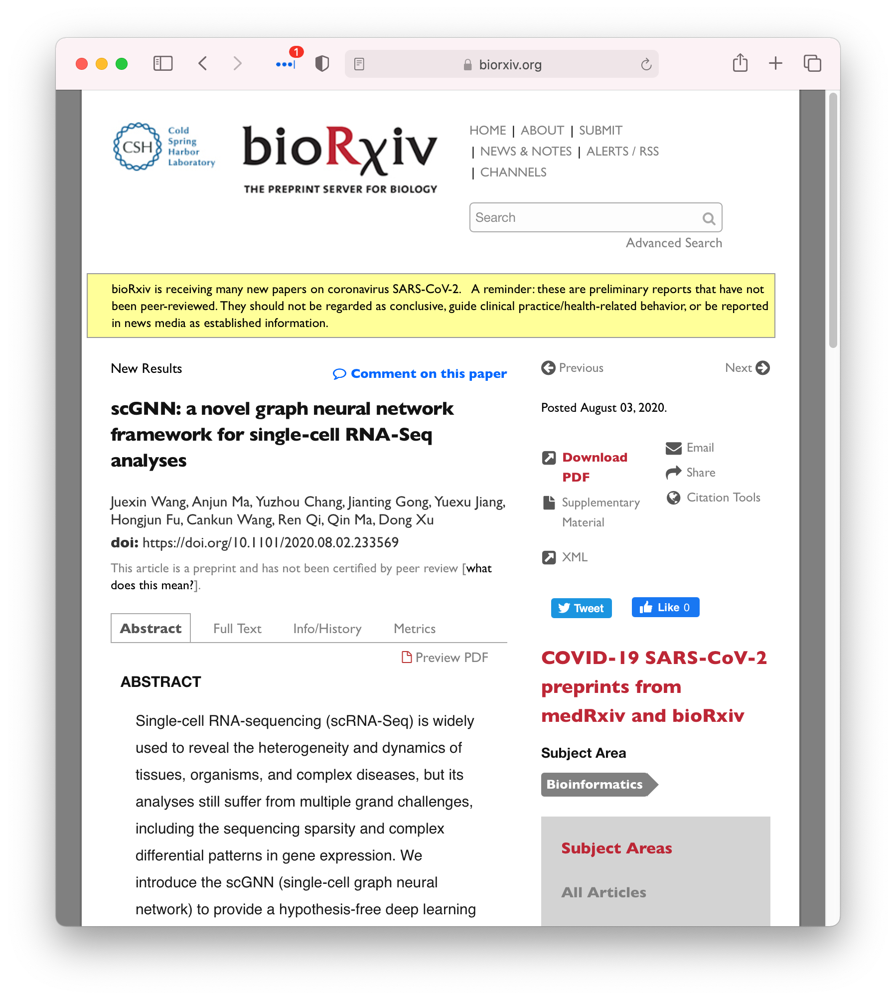 1
biorxiv.org
CSH
Cold
Spring
Harbor
Laboratory
bioRxiv
THE PREPRINT SERVER FOR BIOLOGY
HOME | ABOUT | SUBMIT
| NEWS & NOTES | ALERTS / RSS
| CHANNELS
Search
Advanced Search
bioRxiv is receiving many new papers on coronavirus SARS-CoV-2. A reminder: these are preliminary reports that have not
been peer-reviewed. They should not be regarded as conclusive, guide clinical practice/health-related behavior, or be reported
in news media as established information.
New Results
Comment on this paper
scGNN: a novel graph neural network
framework for single-cell RNA-Seq
analyses
Juexin Wang, Anjun Ma, Yuzhou Chang, Jianting Gong, Yuexu Jiang,
Hongjun Fu, Cankun Wang, Ren Qi, Qin Ma, Dong Xu
doi: https://doi.org/10.1101/2020.08.02.233569
This article is a preprint and has not been certified by peer review [what
does this mean?].
Abstract
Full Text
Info/History
Metrics
Preview PDF
ABSTRACT
Single-cell RNA-sequencing (scRNA-Seq) is widely
used to reveal the heterogeneity and dynamics of
tissues, organisms, and complex diseases, but its
analyses still suffer from multiple grand challenges,
including the sequencing sparsity and complex
differential patterns in gene expression. We
introduce the scGNN (single-cell graph neural
network) to provide a hypothesis-free deep learning
Previous
Next
Posted August 03, 2020.
Download
PDF
Supplementary
Material
XML
Email
Share
Citation Tools
Tweet
Like 0
COVID-19 SARS-CoV-2
preprints from
medRxiv and bioRxiv
Subject Area
Bioinformatics
Subject Areas
All Articles